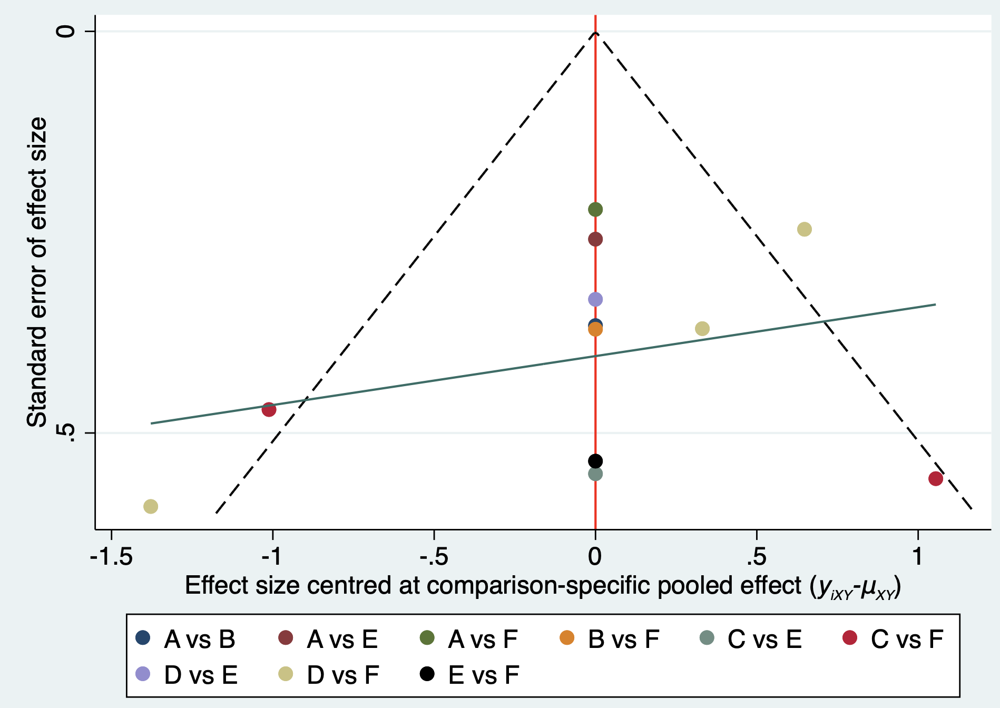 0
Standard error of effect size
.5
-1.5 -1 -.5 0 .5 1
Effect size centred at comparison-specific pooled effect (yiXY-μXY)
A vs B A vs E A vs F B vs F C vs E C vs F
D vs E D vs F E vs F